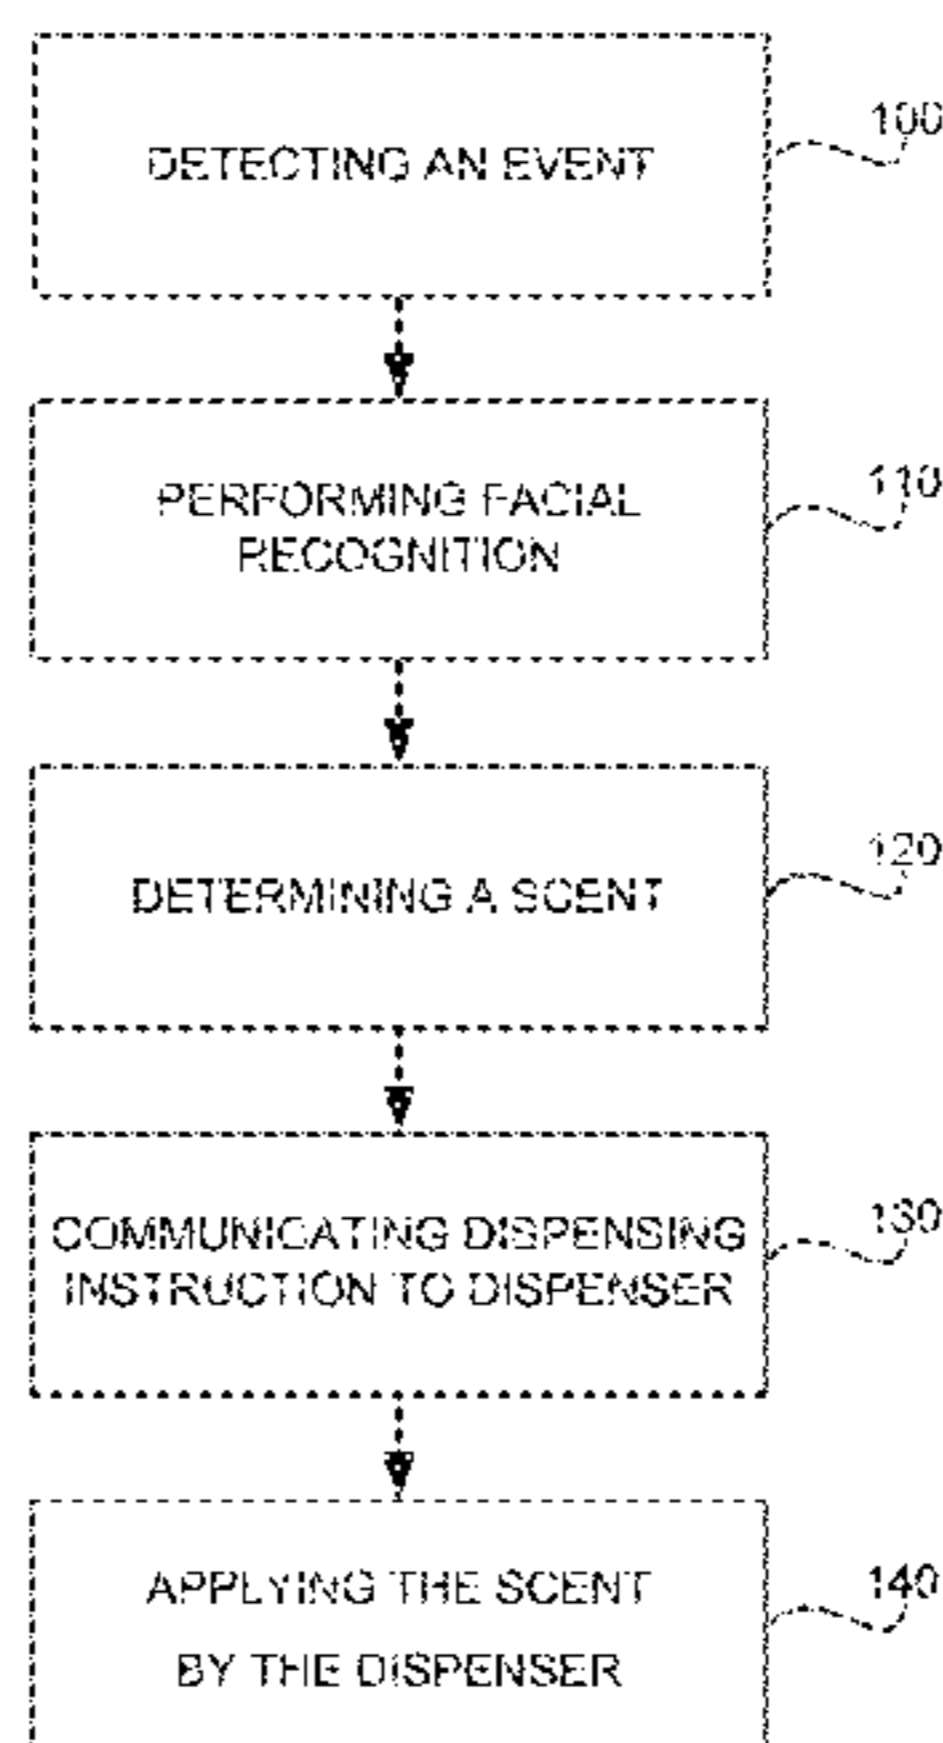 100
DETECTING AN EVENT
110
PERFORMING FACIAL
RECOGNITION
120
DETERMINING A SCENT
130
COMMUNICATING DISPENSING
INSTRUCTION TO DISPENSER
140
APPLYING THE SCENT
BY THE DISPENSER